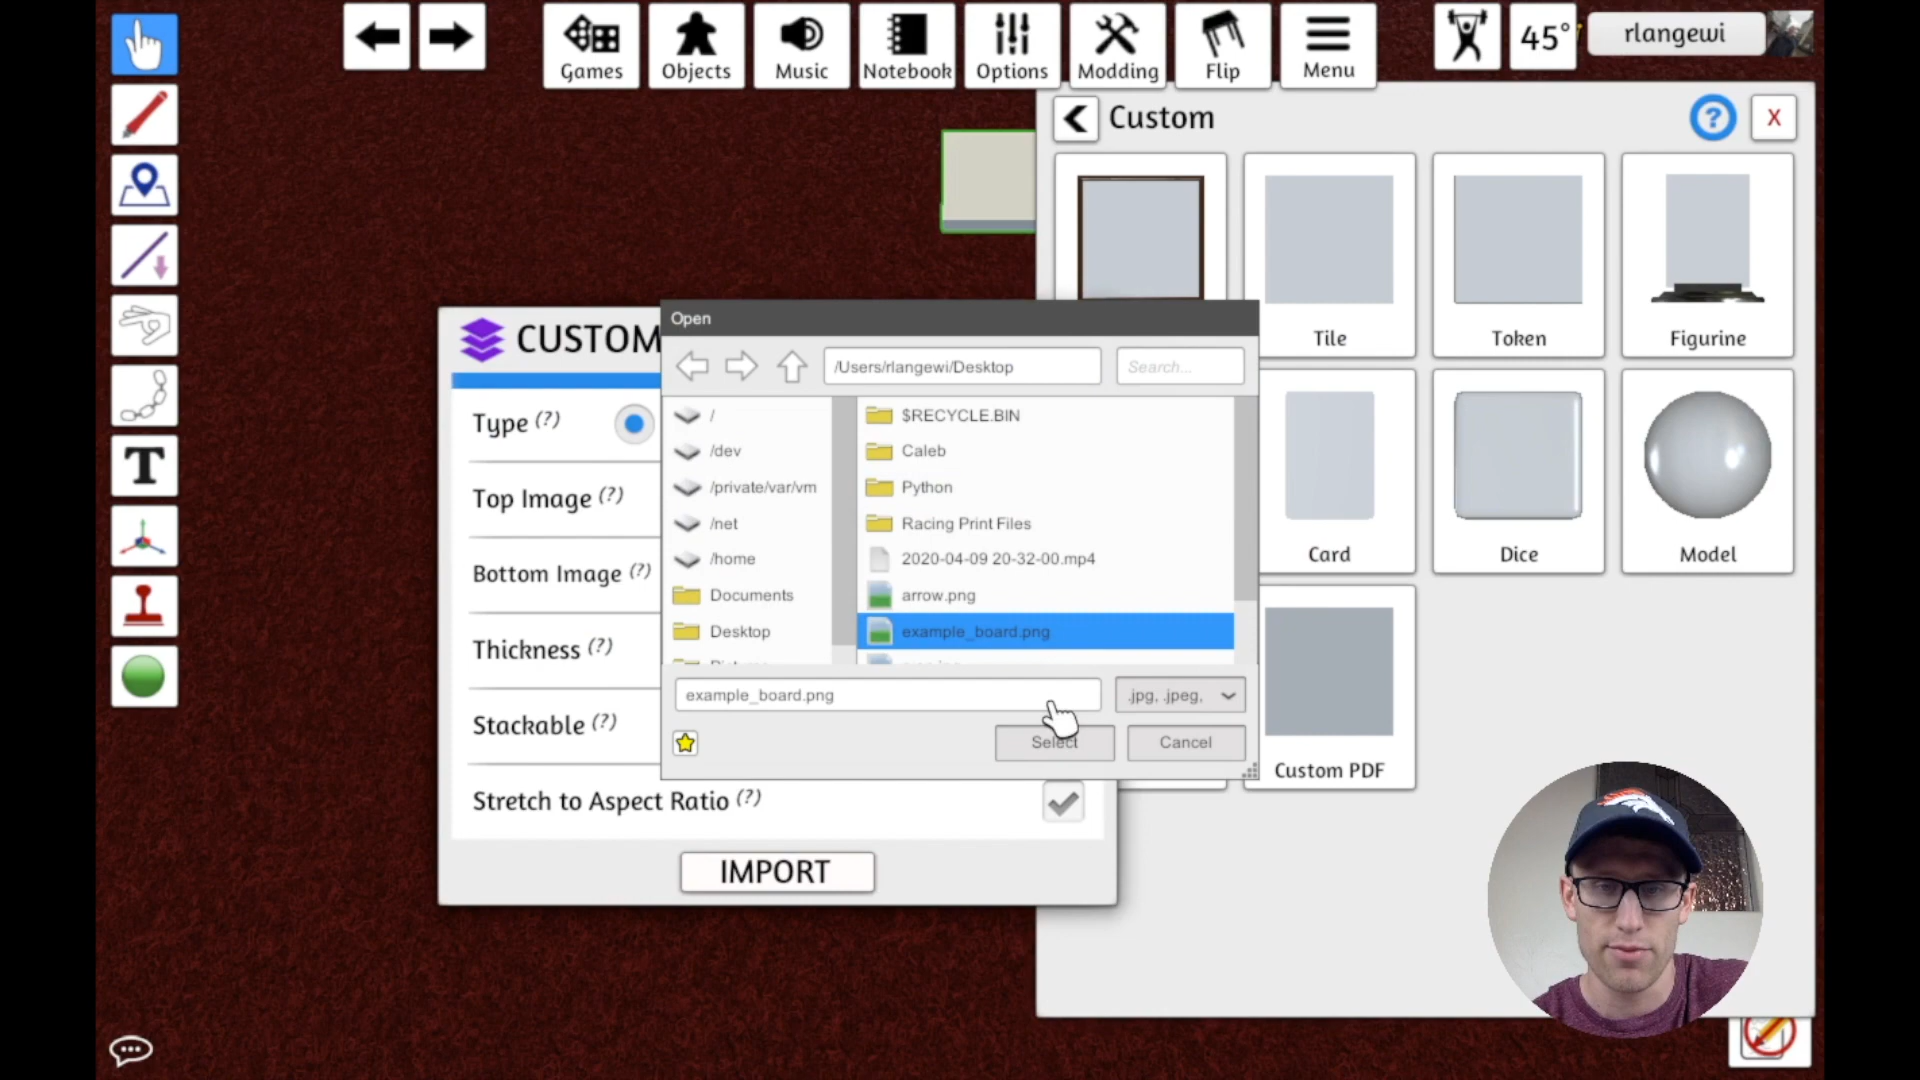 Games
Objects
Music
Notebook
Options
Modding
Flip
Menu
45°
rlangewi
Custom
?
X
Tile
Token
Figurine
Card
Dice
Model
Custom PDF
CUSTOM
Type (?)
Top Image (?)
Bottom Image (?)
Thickness (?)
Stackable (?)
Stretch to Aspect Ratio (?)
IMPORT
Open
/Users/rlangewi/Desktop
Search...
/
/dev
/private/var/vm
/net
/home
Documents
Desktop
$RECYCLE.BIN
Caleb
Python
Racing Print Files
2020-04-09 20-32-00.mp4
arrow.png
example_board.png
example_board.png
.jpg, .jpeg,
Select
Cancel
T